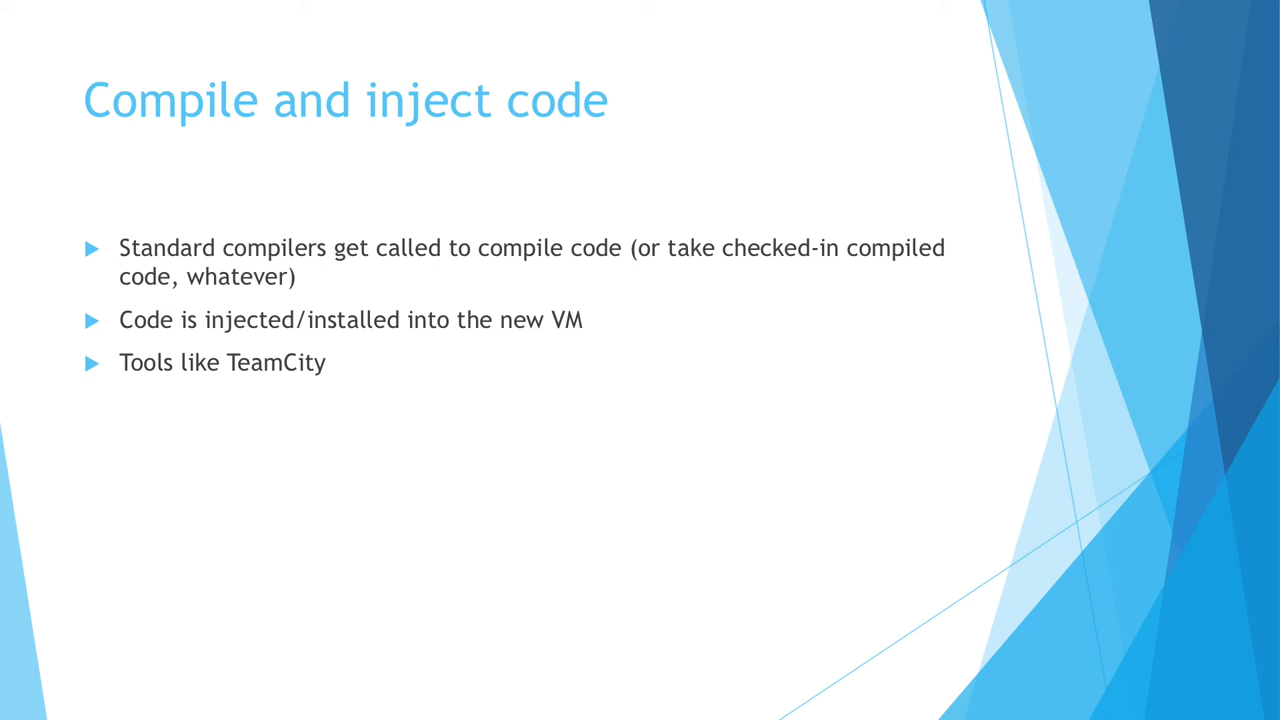 Compile and inject code
Standard compilers get called to compile code (or take checked-in compiled
code, whatever)
Code is injected/installed into the new VM
Tools like TeamCity